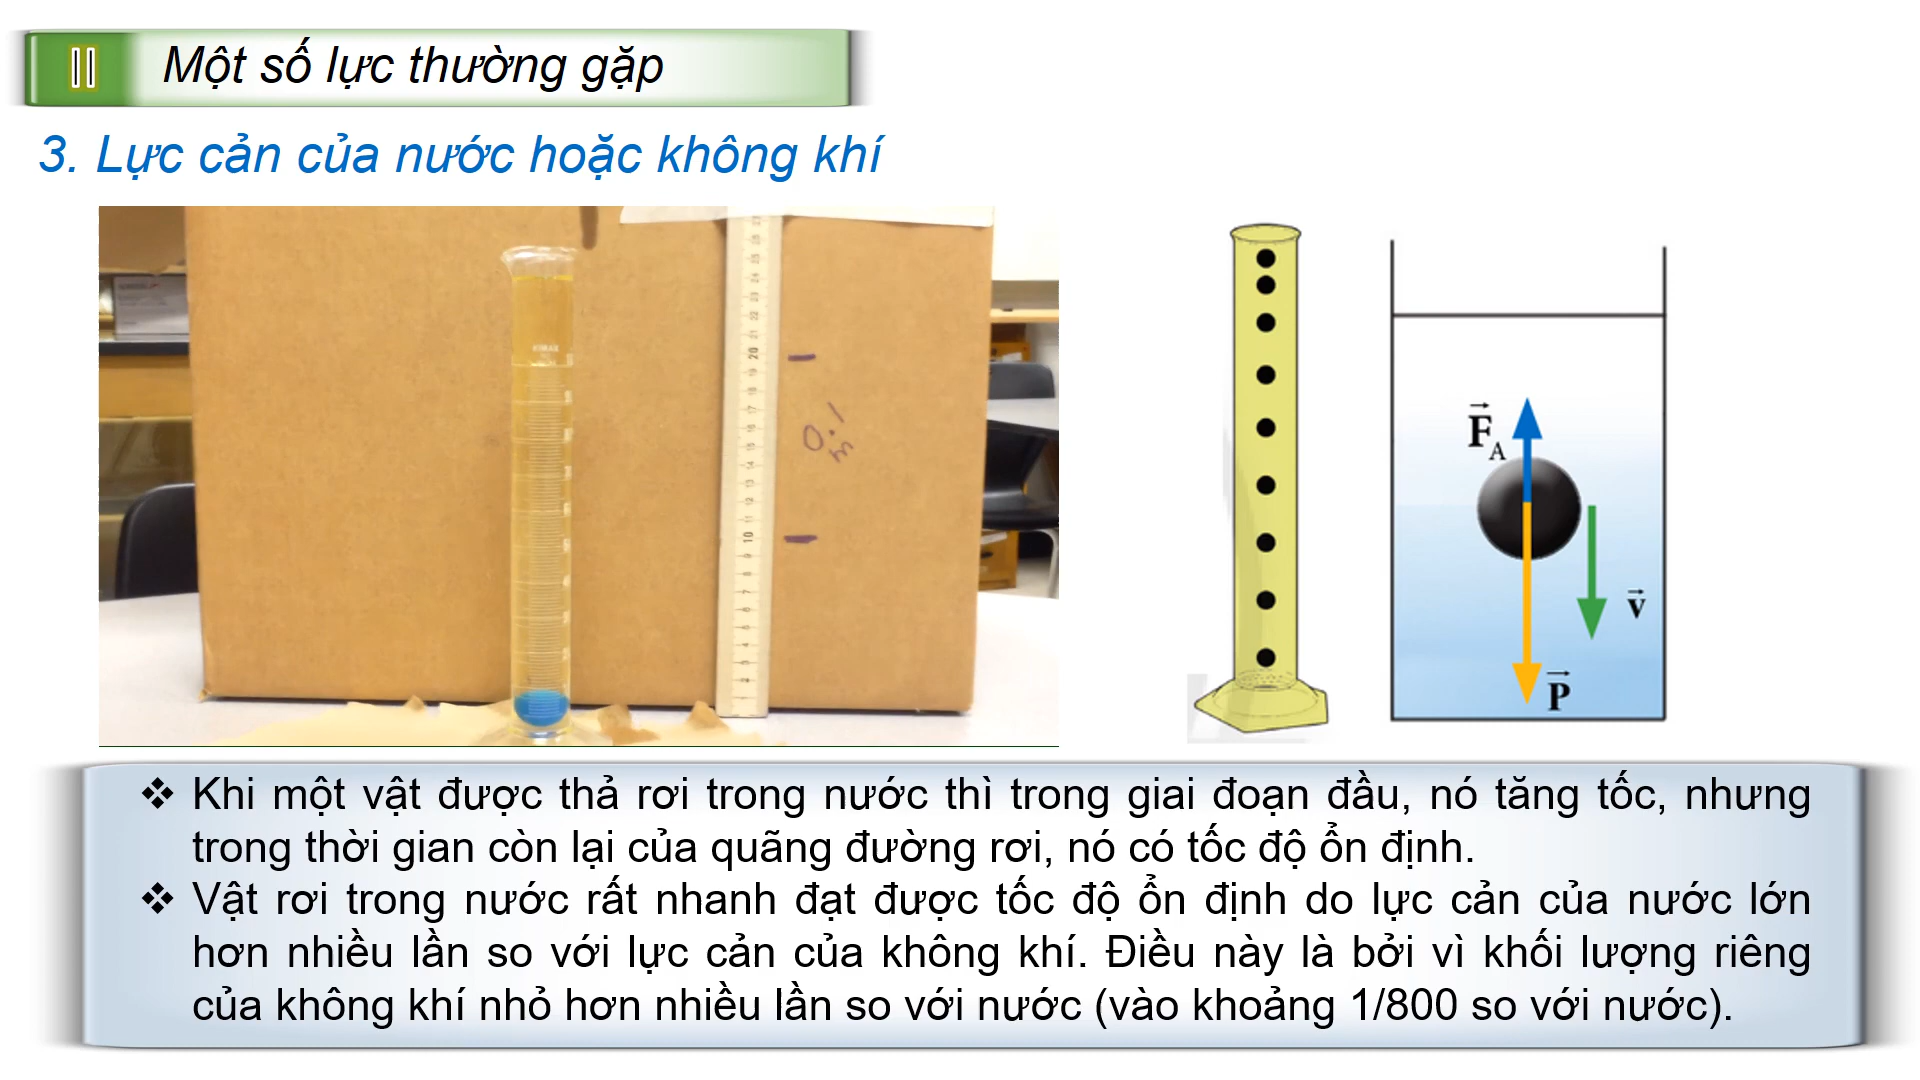 II
Một số lực thường gặp
3. Lực cản của nước hoặc không khí
KIMAX
20
0.1
m
10
F
A
v
P
❖ Khi một vật được thả rơi trong nước thì trong giai đoạn đầu, nó tăng tốc, nhưng
trong thời gian còn lại của quãng đường rơi, nó có tốc độ ổn định.
❖ Vật rơi trong nước rất nhanh đạt được tốc độ ổn định do lực cản của nước lớn
hơn nhiều lần so với lực cản của không khí. Điều này là bởi vì khối lượng riêng
của không khí nhỏ hơn nhiều lần so với nước (vào khoảng 1/800 so với nước).